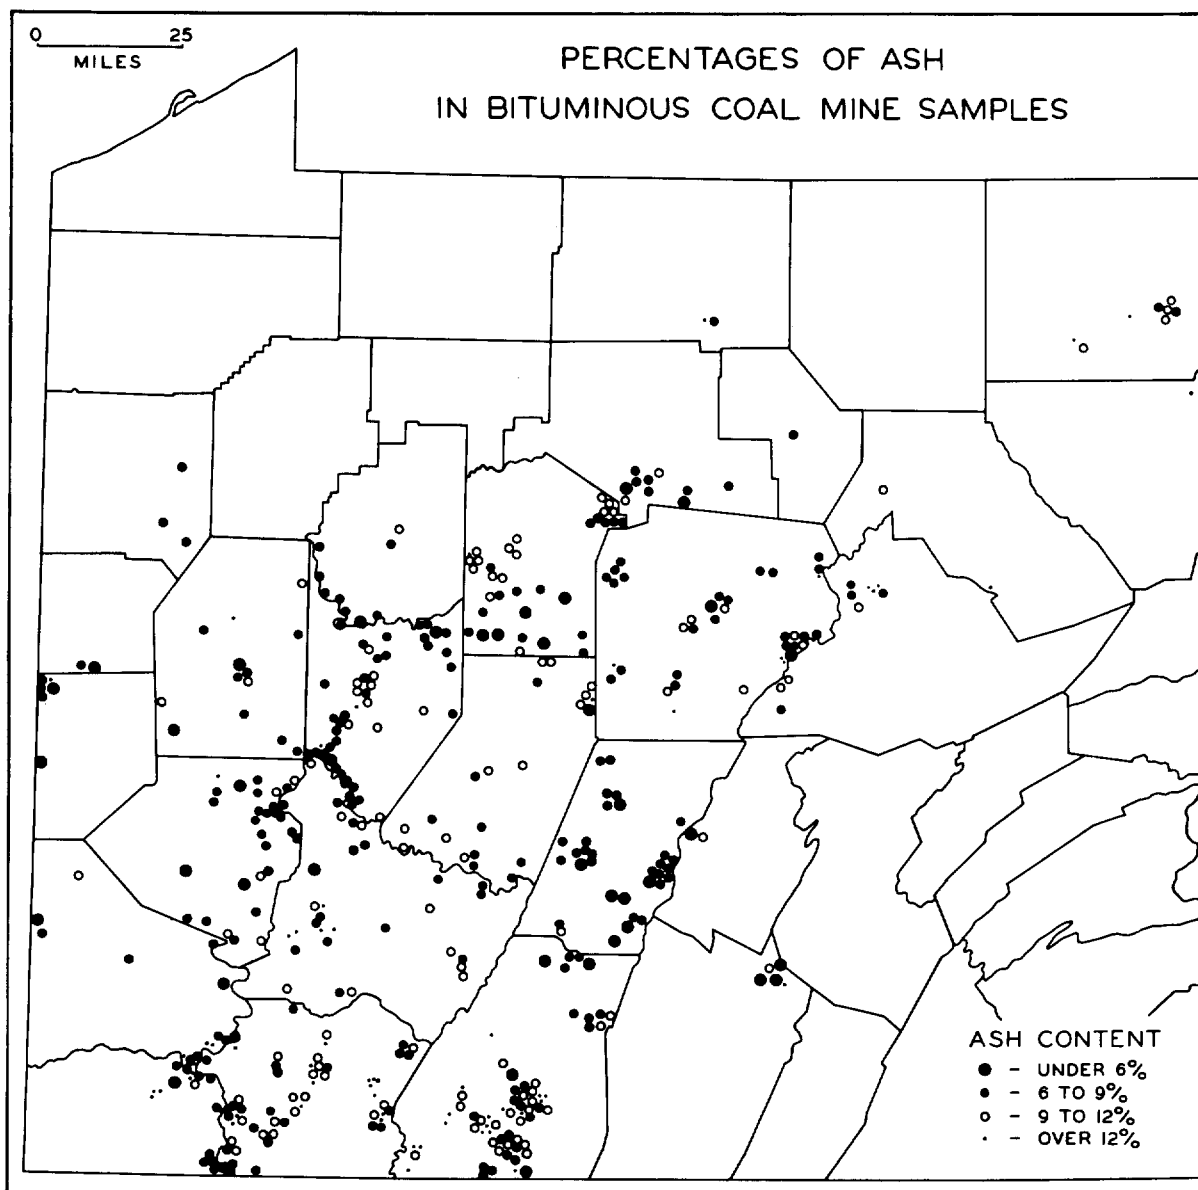 0 25
MILES
PERCENTAGES OF ASH
IN BITUMINOUS COAL MINE SAMPLES
ASH CONTENT
- UNDER 6%
- 6 TO 9%
- 9 TO 12%
- OVER 12%